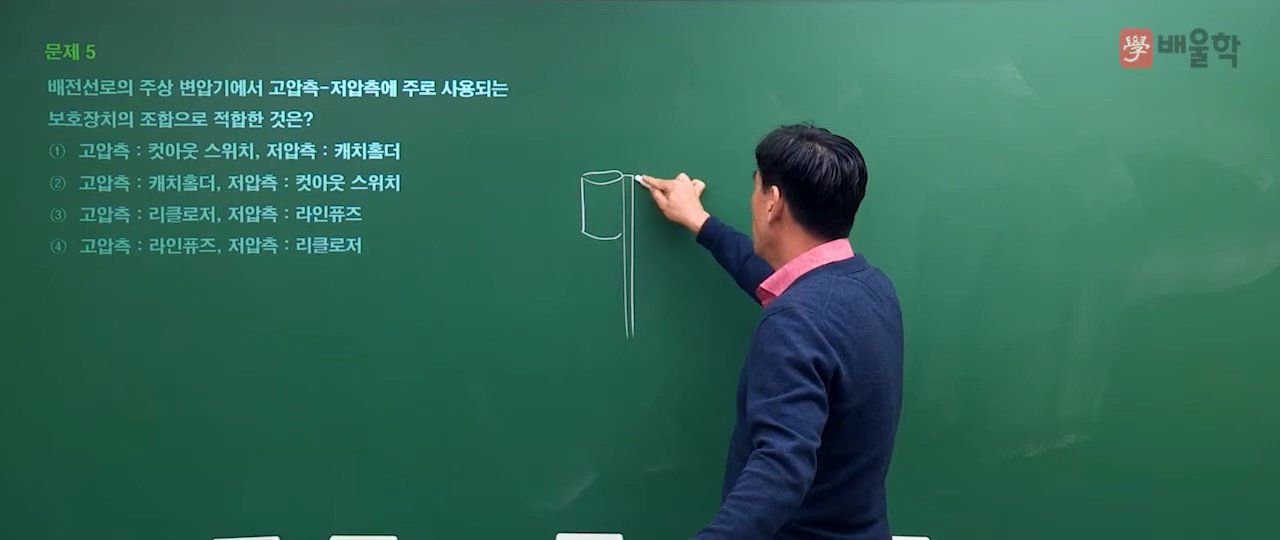 문제 5
學 배울학
배전선로의 주상 변압기에서 고압측-저압측에 주로 사용되는
보호장치의 조합으로 적합한 것은?
① 고압측 : 컷아웃 스위치, 저압측 : 캐치홀더
② 고압측 : 캐치홀더, 저압측 : 컷아웃 스위치
③ 고압측 : 리클로저, 저압측 : 라인퓨즈
④ 고압측 : 라인퓨즈, 저압측 : 리클로저